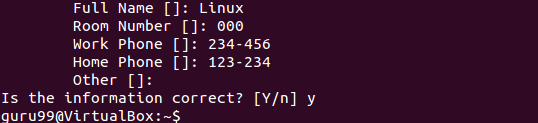 Full Name []: Linux
Room Number []: 000
Work Phone []: 234-456
Home Phone []: 123-234
Other []:
Is the information correct? [Y/n] y
guru99@VirtualBox:~$